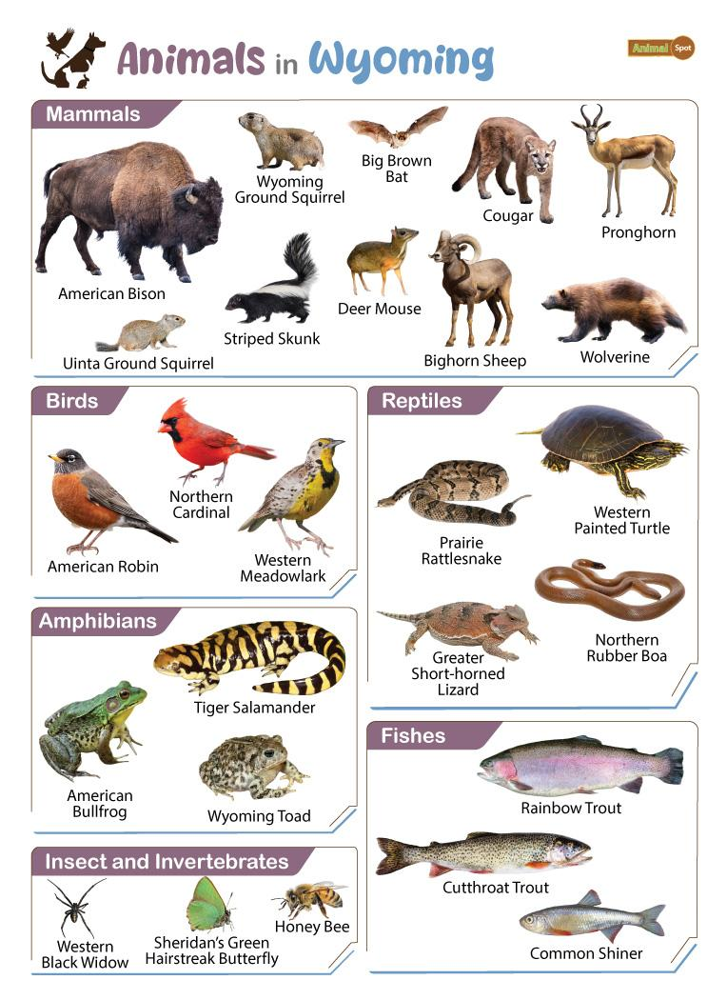 Animals in Wyoming
Animal Spot
Mammals
American Bison
Wyoming
Ground Squirrel
Big Brown
Bat
Cougar
Pronghorn
Uinta Ground Squirrel
Striped Skunk
Deer Mouse
Bighorn Sheep
Wolverine
Birds
American Robin
Northern
Cardinal
Western
Meadowlark
Reptiles
Prairie
Rattlesnake
Western
Painted Turtle
Greater
Short-horned
Lizard
Northern
Rubber Boa
Amphibians
Tiger Salamander
American
Bullfrog
Wyoming Toad
Fishes
Rainbow Trout
Cutthroat Trout
Common Shiner
Insect and Invertebrates
Western
Black Widow
Sheridan's Green
Hairstreak Butterfly
Honey Bee